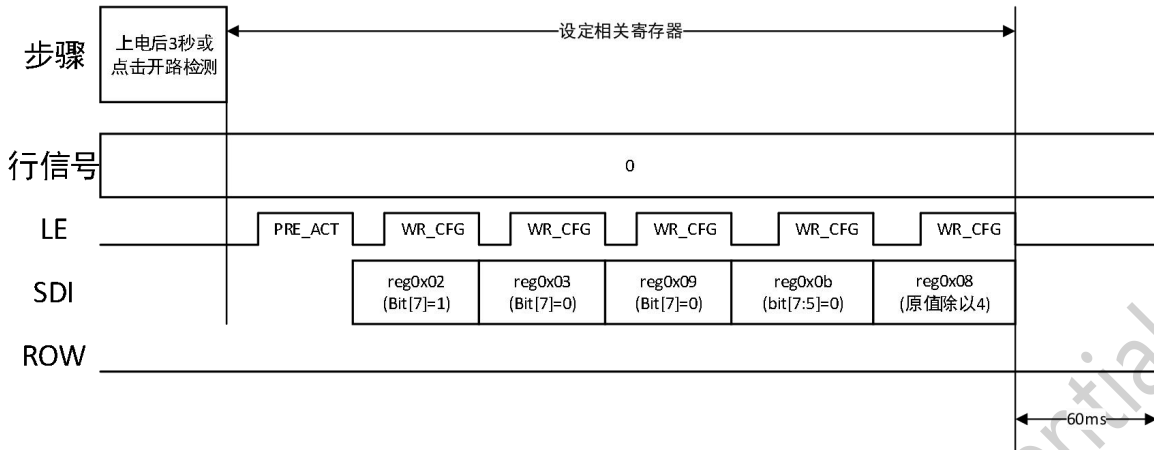 步骤
上电后3秒或
点击开路检测
设定相关寄存器
行信号
0
LE
PRE_ACT
WR_CFG
WR_CFG
WR_CFG
WR_CFG
WR_CFG
SDI
reg0x02
(Bit[7]=1)
reg0x03
(Bit[7]=0)
reg0x09
(Bit[7]=0)
reg0x0b
(bit[7:5]=0)
reg0x08
(原值除以4)
ROW
60ms